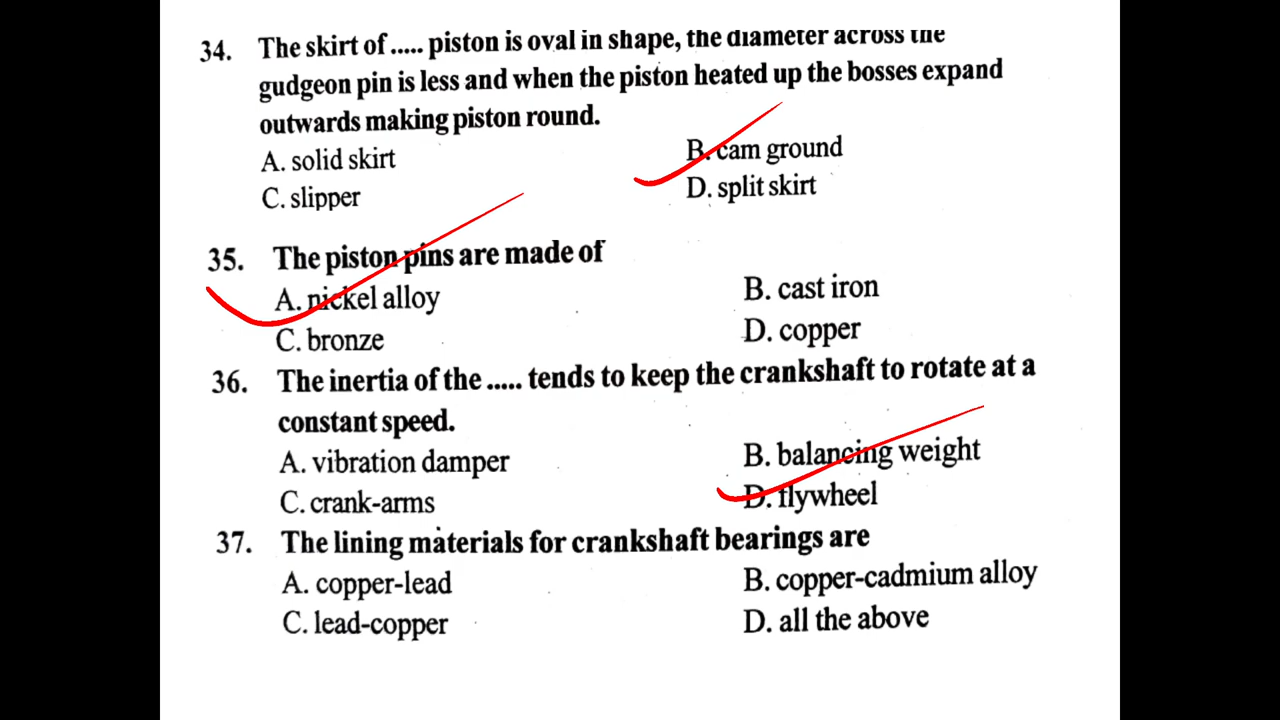 34. The skirt of ..... piston is oval in shape, the diameter across the
gudgeon pin is less and when the piston heated up the bosses expand
outwards making piston round.
A. solid skirt B. cam ground
C. slipper D. split skirt
35. The piston pins are made of
A. nickel alloy B. cast iron
C. bronze D. copper
36. The inertia of the ..... tends to keep the crankshaft to rotate at a
constant speed.
A. vibration damper B. balancing weight
C. crank-arms D. flywheel
37. The lining materials for crankshaft bearings are
A. copper-lead B. copper-cadmium alloy
C. lead-copper D. all the above